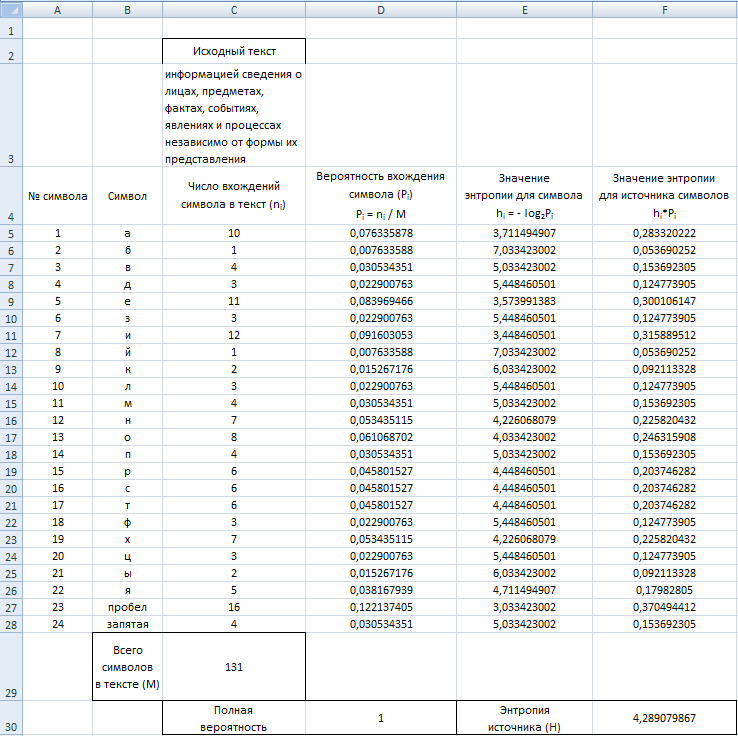 A B C D E F
1
2 Исходный текст
информацией сведения о
лицах, предметах,
фактах, событиях,
явлениях и процессах
независимо от формы их
3 представления
4 № символа Символ Число вхождений
символа в текст (nᵢ) Вероятность вхождения
символа (Pᵢ)
Pᵢ = nᵢ / M Значение
энтропии для символа
hᵢ = - log₂Pᵢ Значение энтропии
для источника символов
hᵢ*Pᵢ
5 1 а 10 0,076335878 3,711494907 0,283320222
6 2 б 1 0,007633588 7,033423002 0,053690252
7 3 в 4 0,030534351 5,033423002 0,153692305
8 4 д 3 0,022900763 5,448460501 0,124773905
9 5 е 11 0,083969466 3,573991383 0,300106147
10 6 з 3 0,022900763 5,448460501 0,124773905
11 7 и 12 0,091603053 3,448460501 0,315889512
12 8 й 1 0,007633588 7,033423002 0,053690252
13 9 к 2 0,015267176 6,033423002 0,092113328
14 10 л 3 0,022900763 5,448460501 0,124773905
15 11 м 4 0,030534351 5,033423002 0,153692305
16 12 н 7 0,053435115 4,226068079 0,225820432
17 13 о 8 0,061068702 4,033423002 0,246315908
18 14 п 4 0,030534351 5,033423002 0,153692305
19 15 р 6 0,045801527 4,448460501 0,203746282
20 16 с 6 0,045801527 4,448460501 0,203746282
21 17 т 6 0,045801527 4,448460501 0,203746282
22 18 ф 3 0,022900763 5,448460501 0,124773905
23 19 х 7 0,053435115 4,226068079 0,225820432
24 20 ц 3 0,022900763 5,448460501 0,124773905
25 21 ы 2 0,015267176 6,033423002 0,092113328
26 22 я 5 0,038167939 4,711494907 0,17982805
27 23 пробел 16 0,122137405 3,033423002 0,370494412
28 24 запятая 4 0,030534351 5,033423002 0,153692305
29 Всего
символов
в тексте (M) 131
30 Полная
вероятность 1 Энтропия
источника (H) 4,289079867